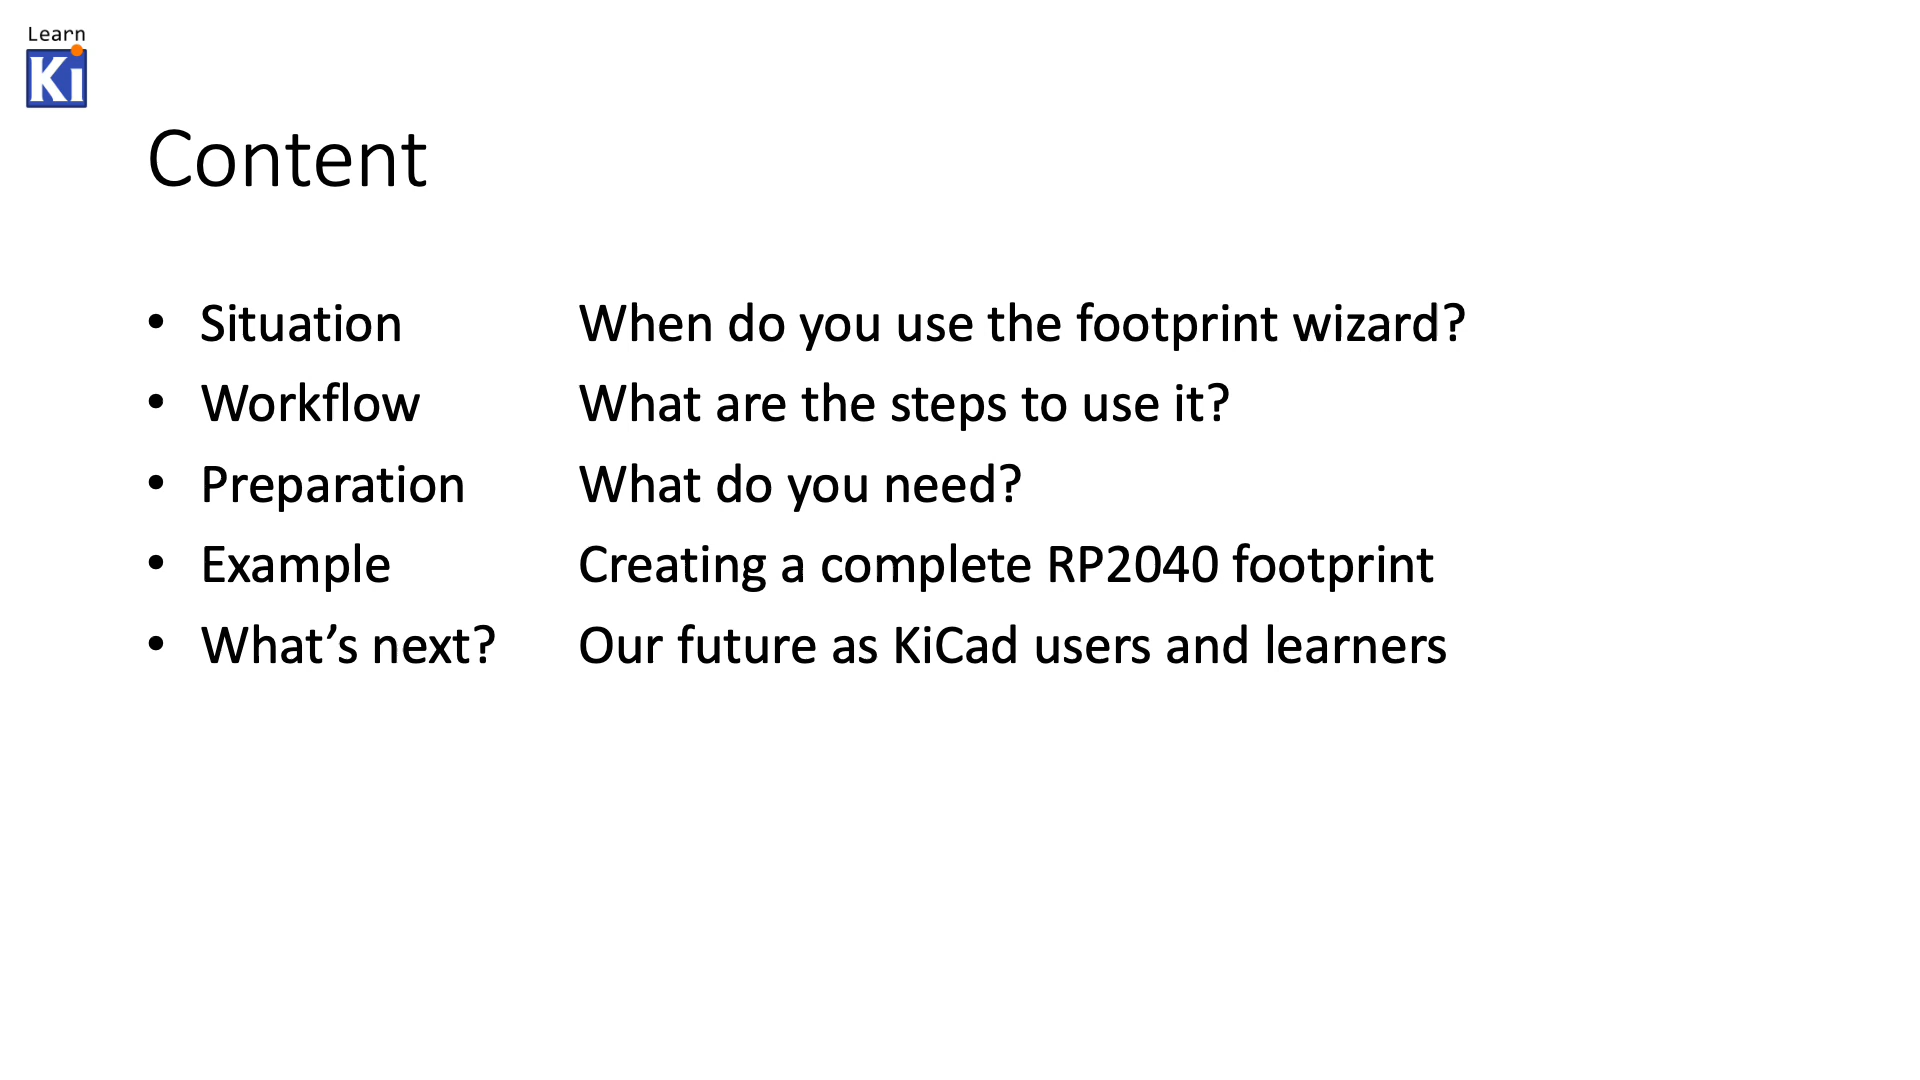 Learn
Ki
Content
• Situation When do you use the footprint wizard?
• Workflow What are the steps to use it?
• Preparation What do you need?
• Example Creating a complete RP2040 footprint
• What’s next? Our future as KiCad users and learners